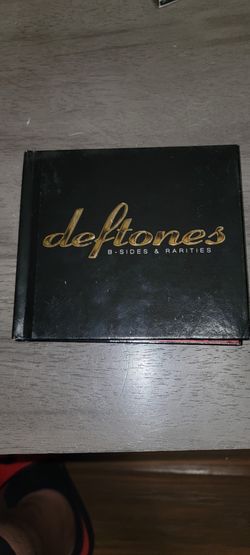 deftones
B-SIDES & RARITIES